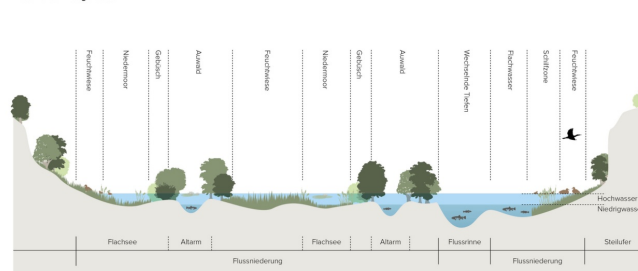 Feuchtwiese
Niedermoor
Gebüsch
Auwald
Feuchtwiese
Niedermoor
Gebüsch
Auwald
Wechselnde Tiefen
Flachwasser
Schilfzone
Feuchtwiese
Hochwasser
Niedrigwasse
Flachsee
Altarm
Flachsee
Altarm
Flussrinne
Flussniederung
Steilufer
Flussniederung